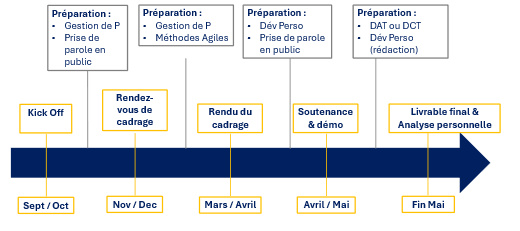 Préparation :
• Gestion de P
• Prise de
parole en
public
Préparation :
• Gestion de P
• Méthodes Agiles
Préparation :
• Dév Perso
• Prise de parole
en public
Préparation :
• DAT ou DCT
• Dév Perso
(rédaction)
Kick Off
Rendez-
vous de
cadrage
Rendu du
cadrage
Soutenance
& démo
Livrable final &
Analyse personnelle
Sept / Oct
Nov / Dec
Mars / Avril
Avril / Mai
Fin Mai